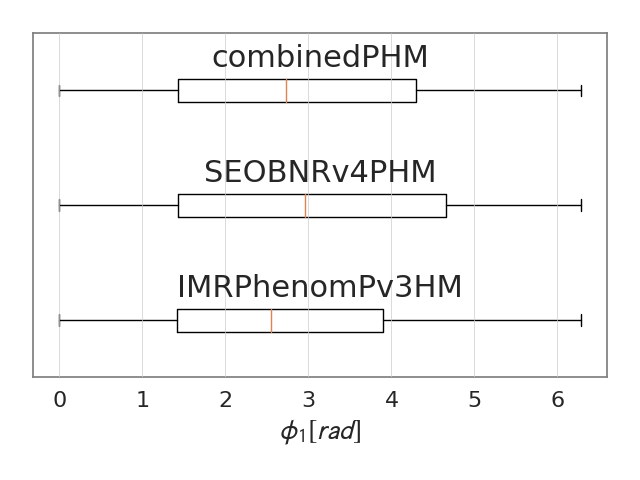 combinedPHM
SEOBNRv4PHM
IMRPhenomPv3HM
0 1 2 3 4 5 6
ϕ₁[rad]